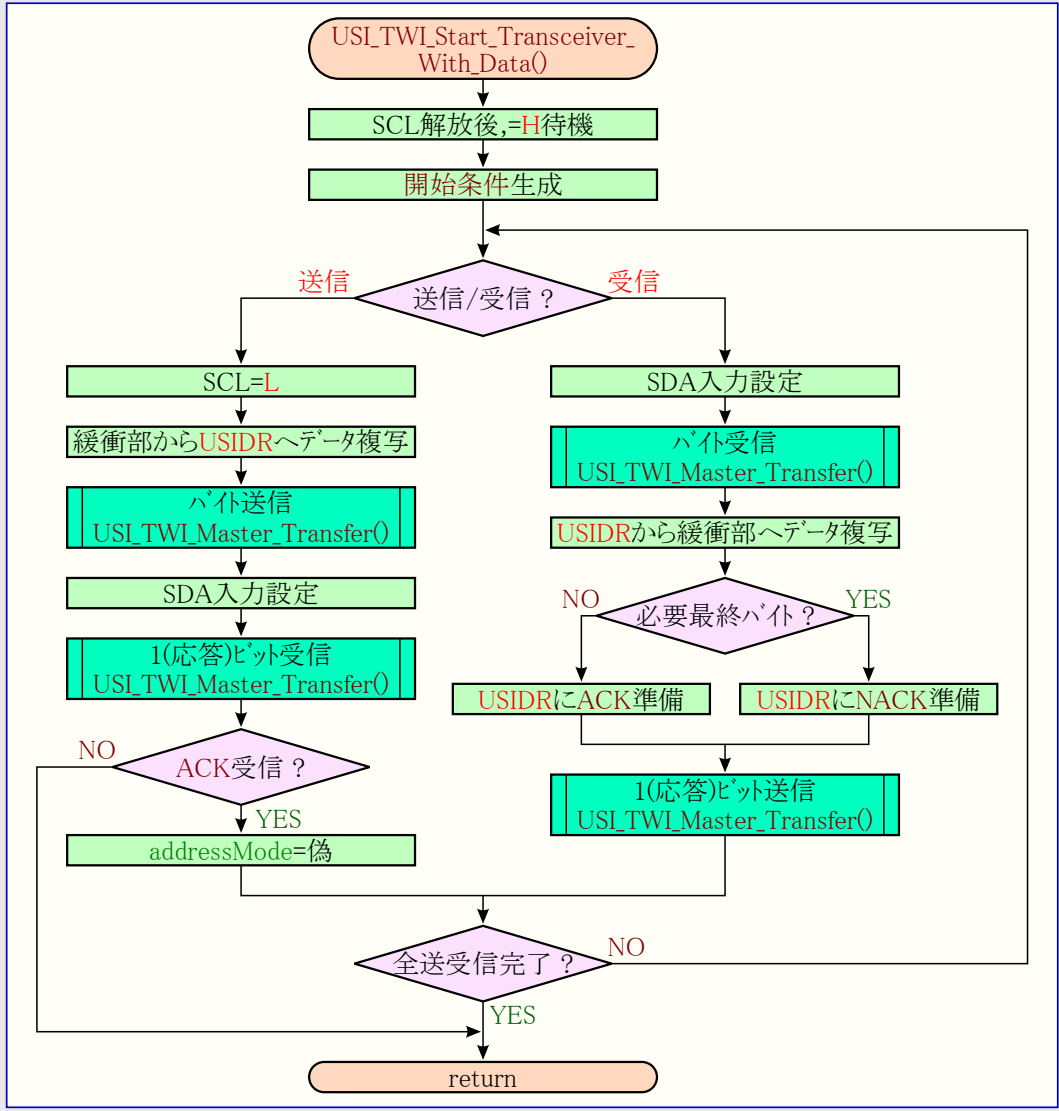 USI_TWI_Start_Transceiver_
With_Data()
SCL解放後,=H待機
開始条件生成
送信
送信/受信 ?
受信
SCL=L
緩衝部からUSIDRへデータ複写
バイト送信
USI_TWI_Master_Transfer()
SDA入力設定
1(応答)ビット受信
USI_TWI_Master_Transfer()
NO
ACK受信 ?
YES
addressMode=偽
SDA入力設定
バイト受信
USI_TWI_Master_Transfer()
USIDRから緩衝部へデータ複写
NO
必要最終バイト ?
YES
USIDRにACK準備
USIDRにNACK準備
1(応答)ビット送信
USI_TWI_Master_Transfer()
全送受信完了 ?
NO
YES
return